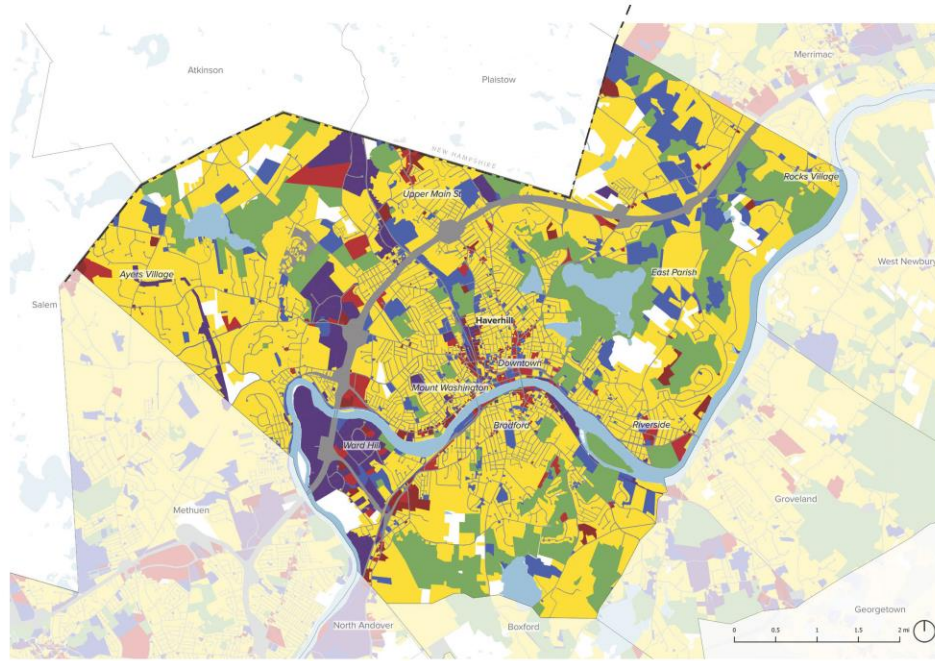 Merrimac
Atkinson
Plaistow
NEW HAMPSHIRE
Rocks Village
Upper Main St
West Newbury
Ayers Village
East Parish
Salem
Haverhill
Downtown
Mount Washington
Bradford
Riverside
Ward Hill
Groveland
Methuen
Georgetown
North Andover
Boxford
0 0.5 1 1.5 2 mi